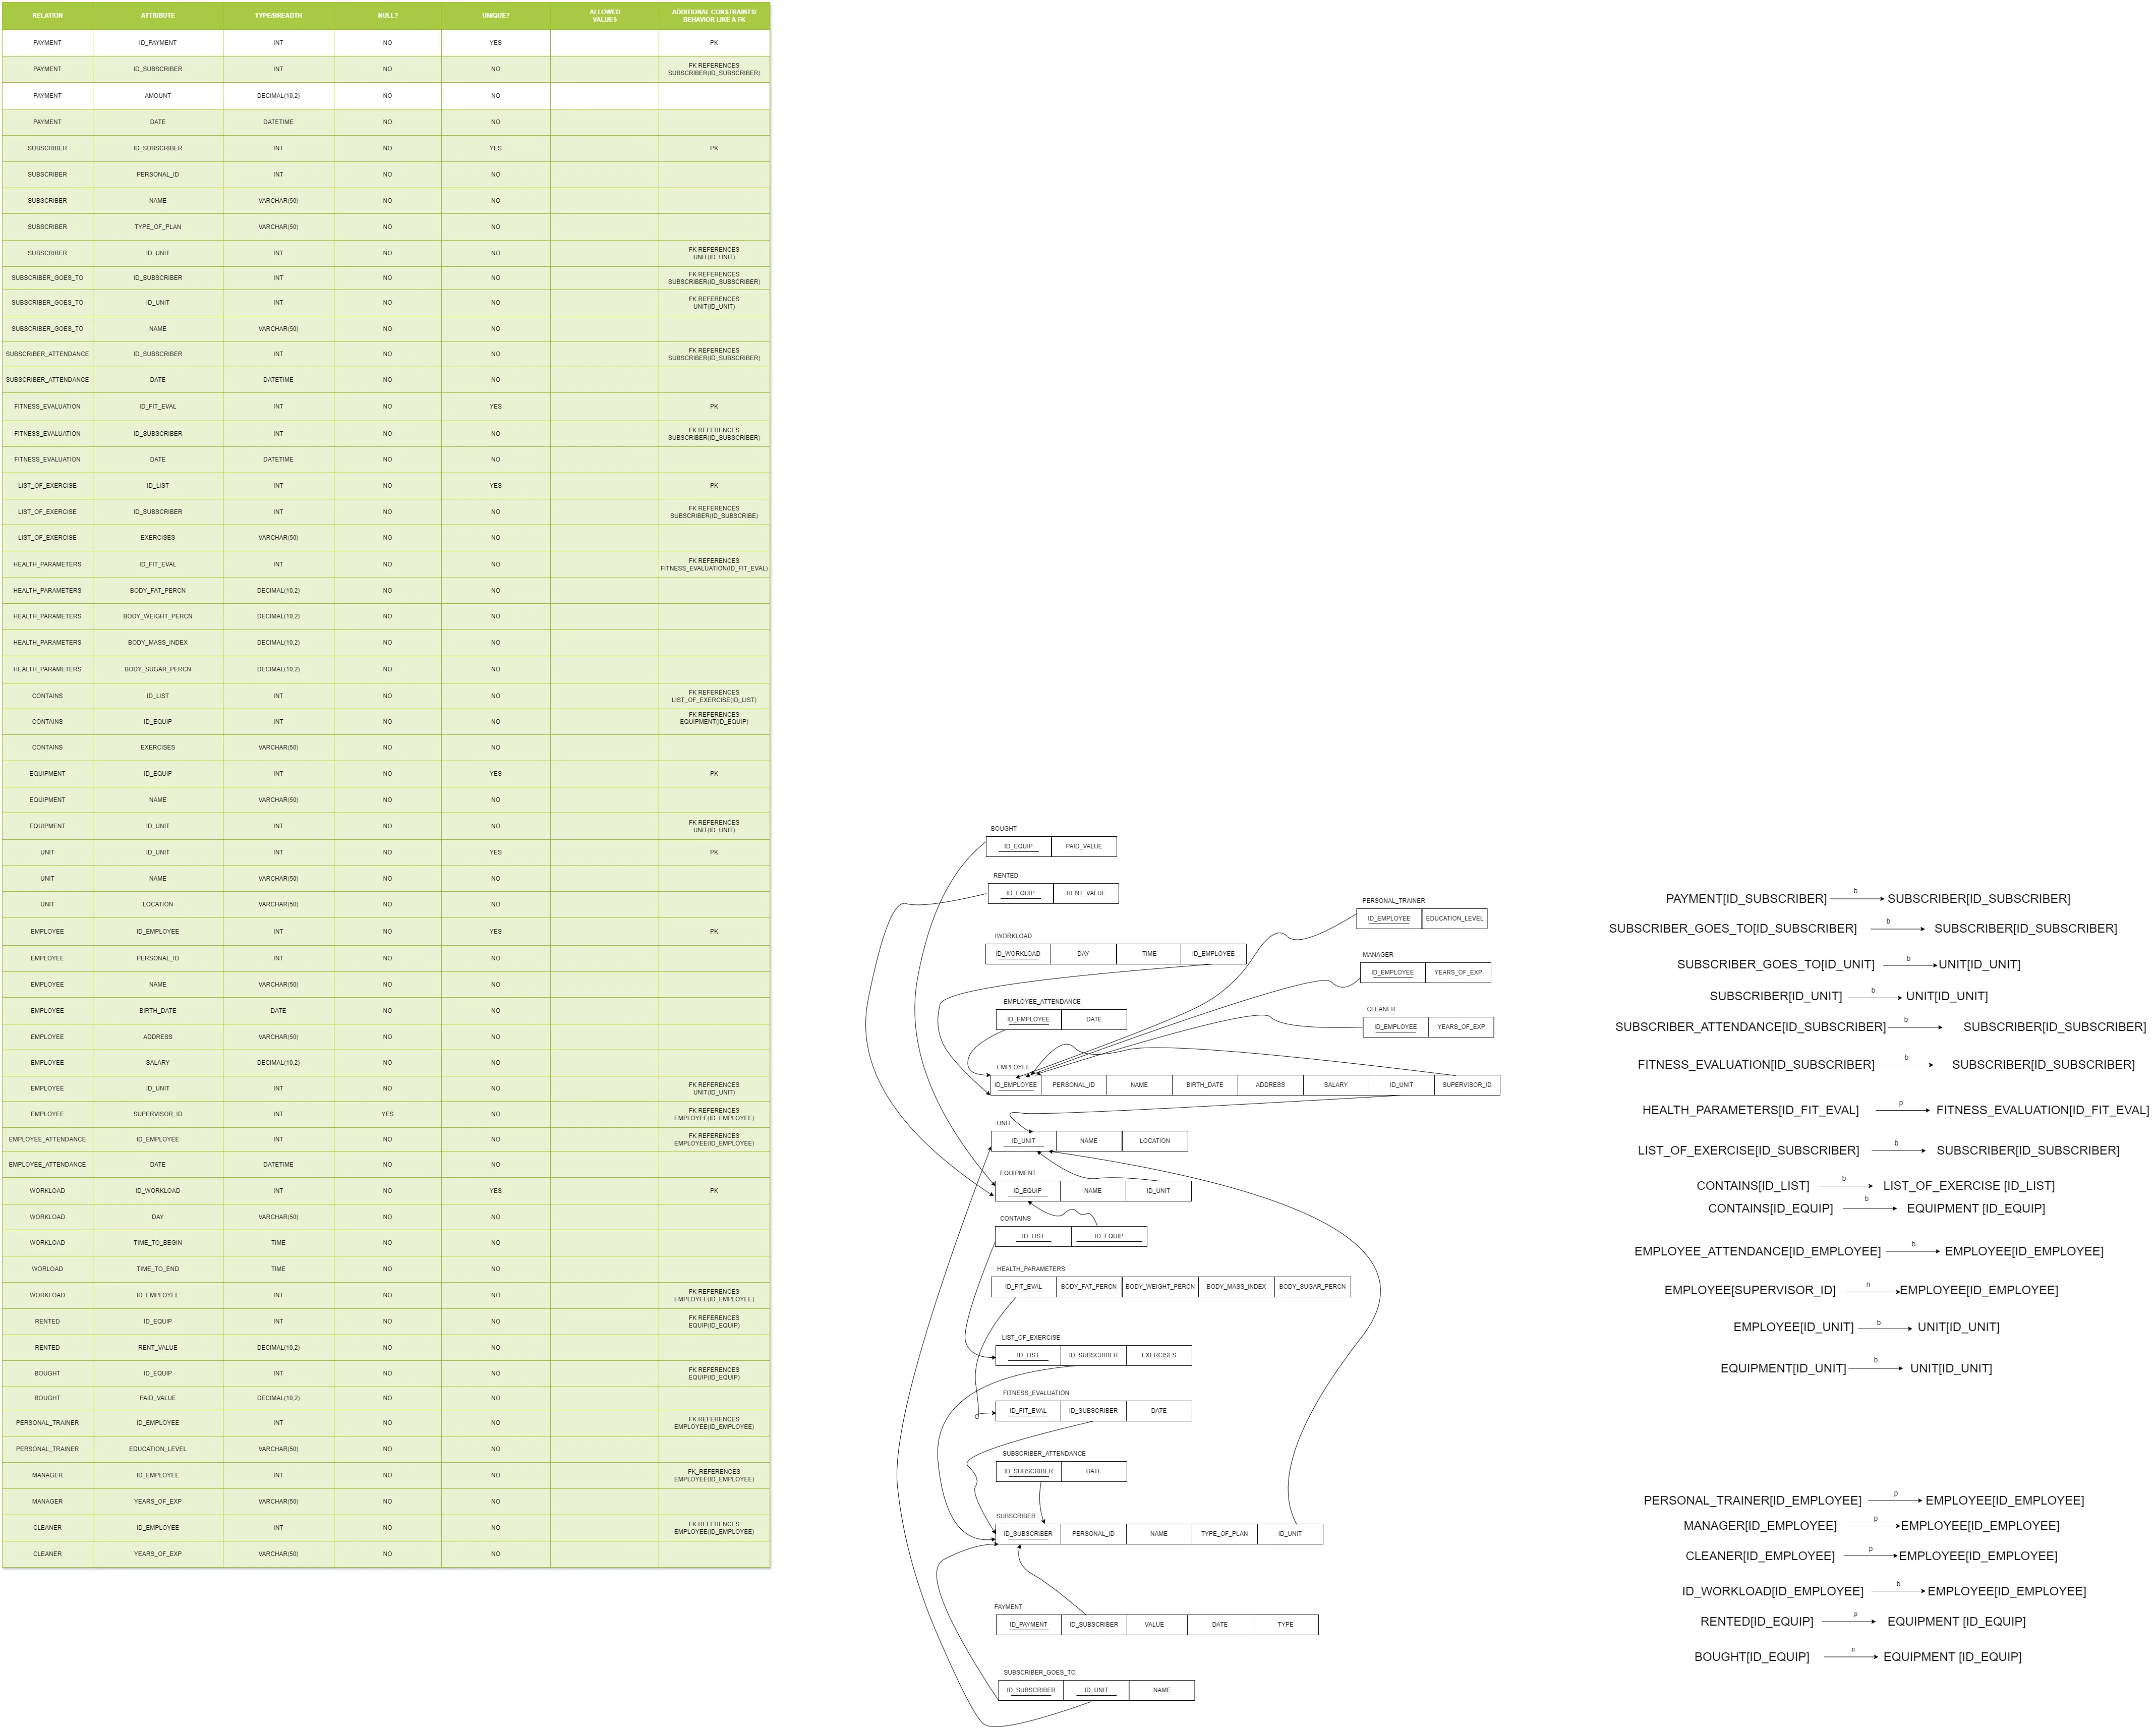 RELATION ATTRIBUTE TYPE/BREADTH NULL? UNIQUE? ALLOWED VALUES ADDITIONAL CONSTRAINTS/ BEHAVIOR LIKE A FK
PAYMENT ID_PAYMENT INT NO YES PK
PAYMENT ID_SUBSCRIBER INT NO NO FK REFERENCES SUBSCRIBER(ID_SUBSCRIBER)
PAYMENT AMOUNT DECIMAL(10,2) NO NO
PAYMENT DATE DATETIME NO NO
SUBSCRIBER ID_SUBSCRIBER INT NO YES PK
SUBSCRIBER PERSONAL_ID INT NO NO
SUBSCRIBER NAME VARCHAR(50) NO NO
SUBSCRIBER TYPE_OF_PLAN VARCHAR(50) NO NO
SUBSCRIBER ID_UNIT INT NO NO FK REFERENCES UNIT(ID_UNIT)
SUBSCRIBER_GOES_TO ID_SUBSCRIBER INT NO NO FK REFERENCES SUBSCRIBER(ID_SUBSCRIBER)
SUBSCRIBER_GOES_TO ID_UNIT INT NO NO FK REFERENCES UNIT(ID_UNIT)
SUBSCRIBER_GOES_TO NAME VARCHAR(50) NO NO
SUBSCRIBER_ATTENDANCE ID_SUBSCRIBER INT NO NO FK REFERENCES SUBSCRIBER(ID_SUBSCRIBER)
SUBSCRIBER_ATTENDANCE DATE DATETIME NO NO
FITNESS_EVALUATION ID_FIT_EVAL INT NO YES PK
FITNESS_EVALUATION ID_SUBSCRIBER INT NO NO FK REFERENCES SUBSCRIBER(ID_SUBSCRIBER)
FITNESS_EVALUATION DATE DATETIME NO NO
LIST_OF_EXERCISE ID_LIST INT NO YES PK
LIST_OF_EXERCISE ID_SUBSCRIBER INT NO NO FK REFERENCES SUBSCRIBER(ID_SUBSCRIBE)
LIST_OF_EXERCISE EXERCISES VARCHAR(50) NO NO
HEALTH_PARAMETERS ID_FIT_EVAL INT NO NO FK REFERENCES FITNESS_EVALUATION(ID_FIT_EVAL)
HEALTH_PARAMETERS BODY_FAT_PERCN DECIMAL(10,2) NO NO
HEALTH_PARAMETERS BODY_WEIGHT_PERCN DECIMAL(10,2) NO NO
HEALTH_PARAMETERS BODY_MASS_INDEX DECIMAL(10,2) NO NO
HEALTH_PARAMETERS BODY_SUGAR_PERCN DECIMAL(10,2) NO NO
CONTAINS ID_LIST INT NO NO FK REFERENCES LIST_OF_EXERCISE(ID_LIST)
CONTAINS ID_EQUIP INT NO NO FK REFERENCES EQUIPMENT(ID_EQUIP)
CONTAINS EXERCISES VARCHAR(50) NO NO
EQUIPMENT ID_EQUIP INT NO YES PK
EQUIPMENT NAME VARCHAR(50) NO NO
EQUIPMENT ID_UNIT INT NO NO FK REFERENCES UNIT(ID_UNIT)
UNIT ID_UNIT INT NO YES PK
UNIT NAME VARCHAR(50) NO NO
UNIT LOCATION VARCHAR(50) NO NO
EMPLOYEE ID_EMPLOYEE INT NO YES PK
EMPLOYEE PERSONAL_ID INT NO NO
EMPLOYEE NAME VARCHAR(50) NO NO
EMPLOYEE BIRTH_DATE DATE NO NO
EMPLOYEE ADDRESS VARCHAR(50) NO NO
EMPLOYEE SALARY DECIMAL(10,2) NO NO
EMPLOYEE ID_UNIT INT NO NO FK REFERENCES UNIT(ID_UNIT)
EMPLOYEE SUPERVISOR_ID INT YES NO FK REFERENCES EMPLOYEE(ID_EMPLOYEE)
EMPLOYEE_ATTENDANCE ID_EMPLOYEE INT NO NO FK REFERENCES EMPLOYEE(ID_EMPLOYEE)
EMPLOYEE_ATTENDANCE DATE DATETIME NO NO
WORKLOAD ID_WORKLOAD INT NO YES PK
WORKLOAD DAY VARCHAR(50) NO NO
WORKLOAD TIME_TO_BEGIN TIME NO NO
WORLOAD TIME_TO_END TIME NO NO
WORKLOAD ID_EMPLOYEE INT NO NO FK REFERENCES EMPLOYEE(ID_EMPLOYEE)
RENTED ID_EQUIP INT NO NO FK REFERENCES EQUIP(ID_EQUIP)
RENTED RENT_VALUE DECIMAL(10,2) NO NO
BOUGHT ID_EQUIP INT NO NO FK REFERENCES EQUIP(ID_EQUIP)
BOUGHT PAID_VALUE DECIMAL(10,2) NO NO
PERSONAL_TRAINER ID_EMPLOYEE INT NO NO FK REFERENCES EMPLOYEE(ID_EMPLOYEE)
PERSONAL_TRAINER EDUCATION_LEVEL VARCHAR(50) NO NO
MANAGER ID_EMPLOYEE INT NO NO FK_REFERENCES EMPLOYEE(ID_EMPLOYEE)
MANAGER YEARS_OF_EXP VARCHAR(50) NO NO
CLEANER ID_EMPLOYEE INT NO NO FK REFERENCES EMPLOYEE(ID_EMPLOYEE)
CLEANER YEARS_OF_EXP VARCHAR(50) NO NO
BOUGHT
ID_EQUIP PAID_VALUE
RENTED
ID_EQUIP RENT_VALUE
PERSONAL_TRAINER
ID_EMPLOYEE EDUCATION_LEVEL
IWORKLOAD
ID_WORKLOAD DAY TIME ID_EMPLOYEE
MANAGER
ID_EMPLOYEE YEARS_OF_EXP
EMPLOYEE_ATTENDANCE
ID_EMPLOYEE DATE
CLEANER
ID_EMPLOYEE YEARS_OF_EXP
EMPLOYEE
ID_EMPLOYEE PERSONAL_ID NAME BIRTH_DATE ADDRESS SALARY ID_UNIT SUPERVISOR_ID
UNIT
ID_UNIT NAME LOCATION
EQUIPMENT
ID_EQUIP NAME ID_UNIT
CONTAINS
ID_LIST ID_EQUIP
HEALTH_PARAMETERS
ID_FIT_EVAL BODY_FAT_PERCN BODY_WEIGHT_PERCN BODY_MASS_INDEX BODY_SUGAR_PERCN
LIST_OF_EXERCISE
ID_LIST ID_SUBSCRIBER EXERCISES
FITNESS_EVALUATION
ID_FIT_EVAL ID_SUBSCRIBER DATE
SUBSCRIBER_ATTENDANCE
ID_SUBSCRIBER DATE
SUBSCRIBER
ID_SUBSCRIBER PERSONAL_ID NAME TYPE_OF_PLAN ID_UNIT
PAYMENT
ID_PAYMENT ID_SUBSCRIBER VALUE DATE TYPE
SUBSCRIBER_GOES_TO
ID_SUBSCRIBER ID_UNIT NAME
PAYMENT[ID_SUBSCRIBER] b SUBSCRIBER[ID_SUBSCRIBER]
SUBSCRIBER_GOES_TO[ID_SUBSCRIBER] b SUBSCRIBER[ID_SUBSCRIBER]
SUBSCRIBER_GOES_TO[ID_UNIT] b UNIT[ID_UNIT]
SUBSCRIBER[ID_UNIT] b UNIT[ID_UNIT]
SUBSCRIBER_ATTENDANCE[ID_SUBSCRIBER] b SUBSCRIBER[ID_SUBSCRIBER]
FITNESS_EVALUATION[ID_SUBSCRIBER] b SUBSCRIBER[ID_SUBSCRIBER]
HEALTH_PARAMETERS[ID_FIT_EVAL] p FITNESS_EVALUATION[ID_FIT_EVAL]
LIST_OF_EXERCISE[ID_SUBSCRIBER] b SUBSCRIBER[ID_SUBSCRIBER]
CONTAINS[ID_LIST] b LIST_OF_EXERCISE [ID_LIST]
CONTAINS[ID_EQUIP] b EQUIPMENT [ID_EQUIP]
EMPLOYEE_ATTENDANCE[ID_EMPLOYEE] b EMPLOYEE[ID_EMPLOYEE]
EMPLOYEE[SUPERVISOR_ID] n EMPLOYEE[ID_EMPLOYEE]
EMPLOYEE[ID_UNIT] b UNIT[ID_UNIT]
EQUIPMENT[ID_UNIT] b UNIT[ID_UNIT]
PERSONAL_TRAINER[ID_EMPLOYEE] p EMPLOYEE[ID_EMPLOYEE]
MANAGER[ID_EMPLOYEE] p EMPLOYEE[ID_EMPLOYEE]
CLEANER[ID_EMPLOYEE] p EMPLOYEE[ID_EMPLOYEE]
ID_WORKLOAD[ID_EMPLOYEE] b EMPLOYEE[ID_EMPLOYEE]
RENTED[ID_EQUIP] p EQUIPMENT [ID_EQUIP]
BOUGHT[ID_EQUIP] p EQUIPMENT [ID_EQUIP]